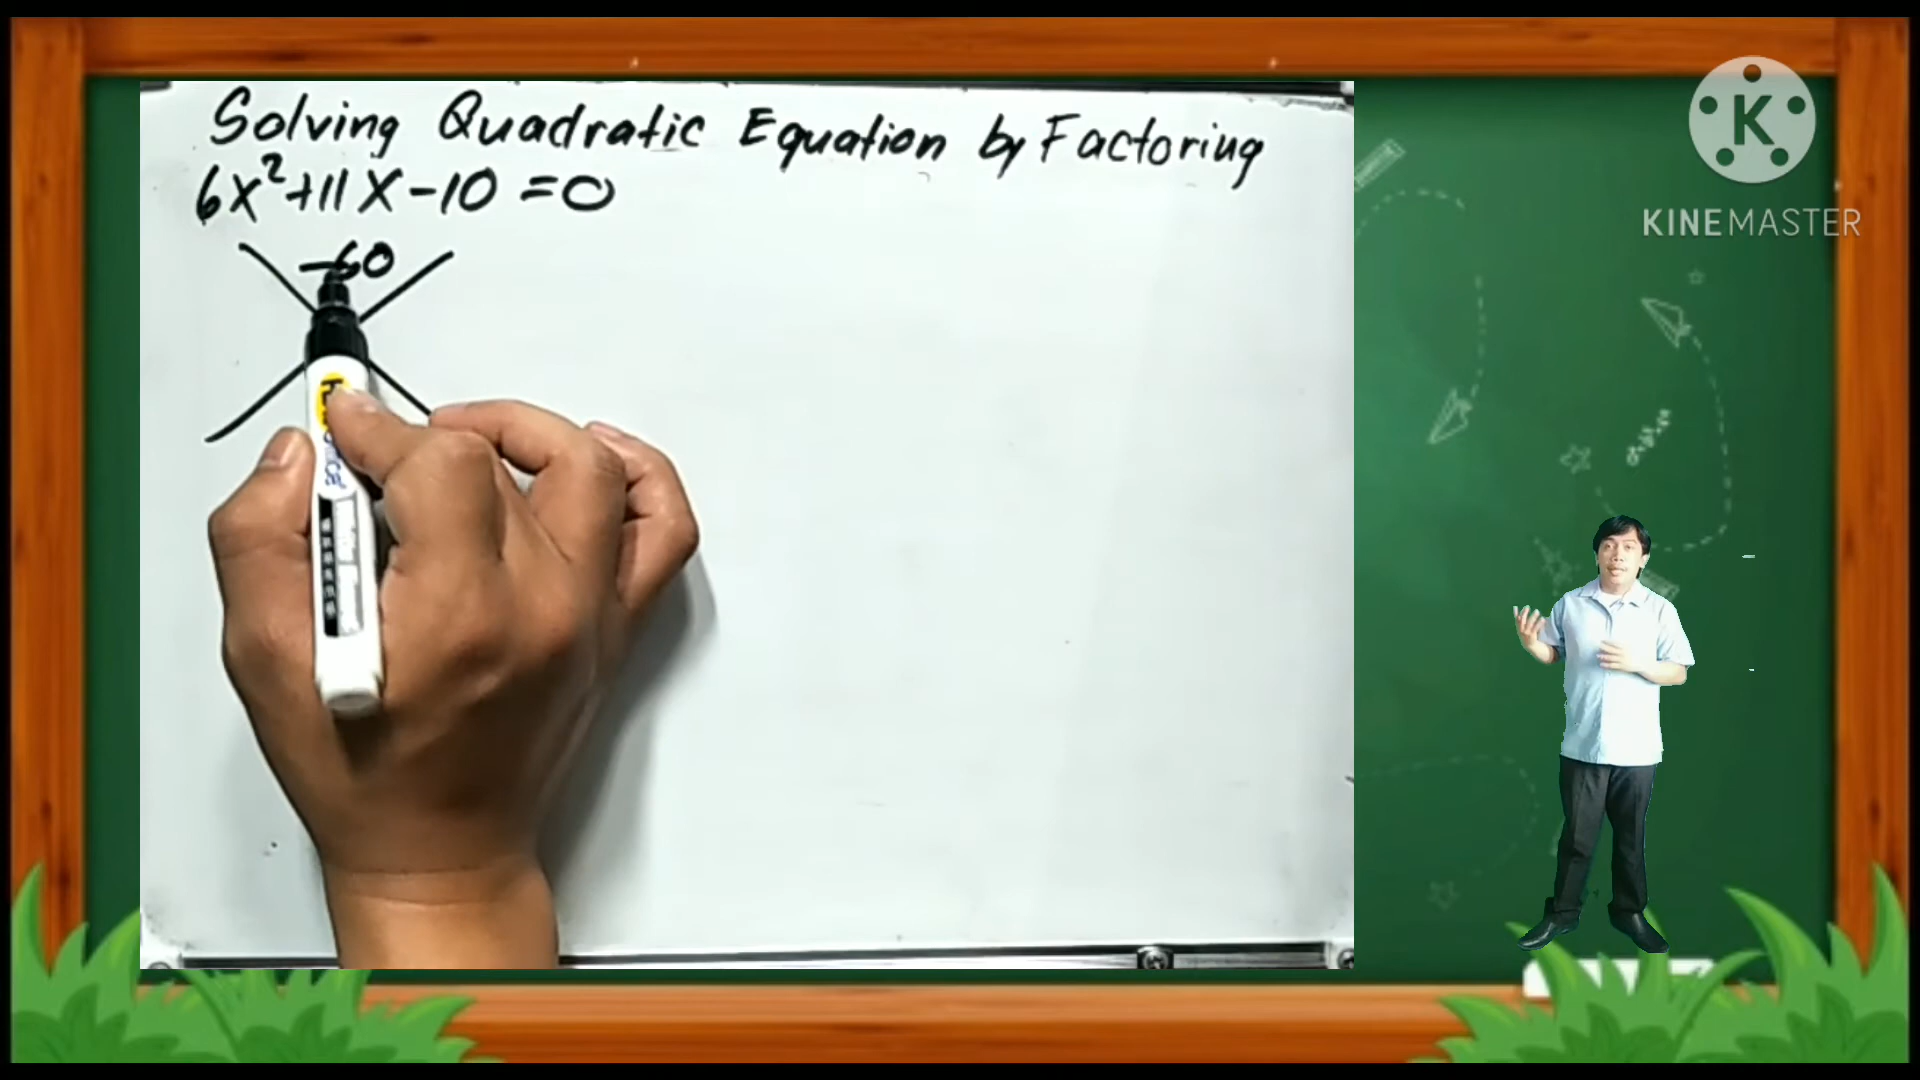 Solving Quadratic Equation by Factoring
6x²+11x-10=0
-60
KINEMASTER